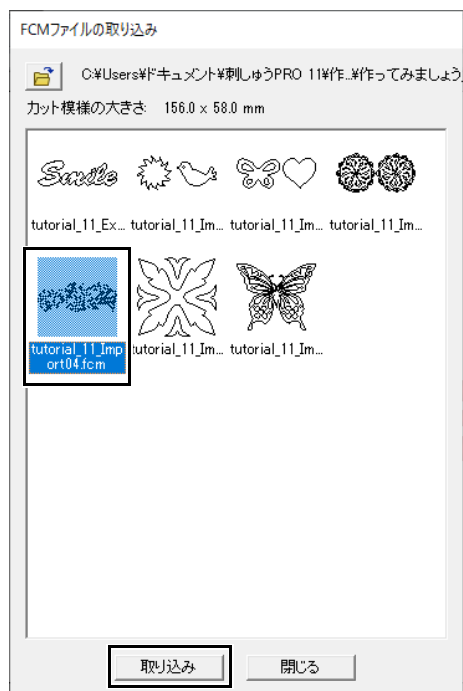 FCMファイルの取り込み
C:¥Users¥ドキュメント¥刺しゅうPRO 11¥作...¥作ってみましょう
カット模様の大きさ 156.0 x 58.0 mm
Smile
tutorial_11_Ex... tutorial_11_Im... tutorial_11_Im... tutorial_11_Im...
tutorial_11_Imp
ort04.fcm
tutorial_11_Im... tutorial_11_Im...
取り込み 閉じる